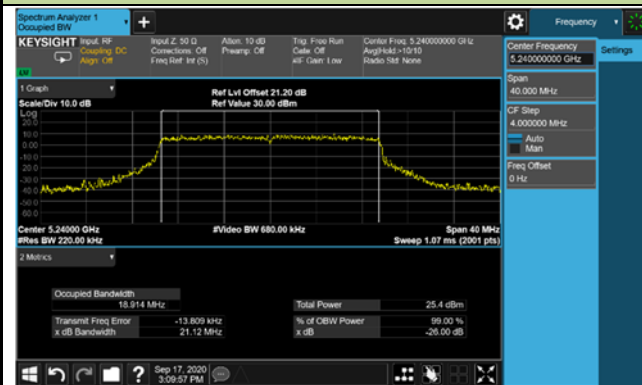 Spectrum Analyzer 1
Occupied BW
+
Frequency
KEYSIGHT
Input: RF
Coupling: DC
Align: Off
Input Z: 50 Ω
Corrections: Off
Freq Ref: Int (S)
Atten: 10 dB
Preamp: Off
Trig: Free Run
Gate: Off
#IF Gain: Low
Center Freq: 5.240000000 GHz
Avg|Hold:>10/10
Radio Std: None
Center Frequency
5.240000000 GHz
Settings
Span
40.000 MHz
CF Step
4.000000 MHz
Auto
Man
Freq Offset
0 Hz
1 Graph
Scale/Div 10.0 dB
Ref Lvl Offset 21.20 dB
Ref Value 30.00 dBm
Log
20.0
10.0
0.00
-10.0
-20.0
-30.0
-40.0
-50.0
-60.0
Center 5.24000 GHz
#Video BW 680.00 kHz
Span 40 MHz
#Res BW 220.00 kHz
Sweep 1.07 ms (2001 pts)
2 Metrics
Occupied Bandwidth
18.914 MHz
Total Power
25.4 dBm
Transmit Freq Error
-13.809 kHz
% of OBW Power
99.00 %
x dB Bandwidth
21.12 MHz
x dB
-26.00 dB
?
Sep 17, 2020
3:09:57 PM